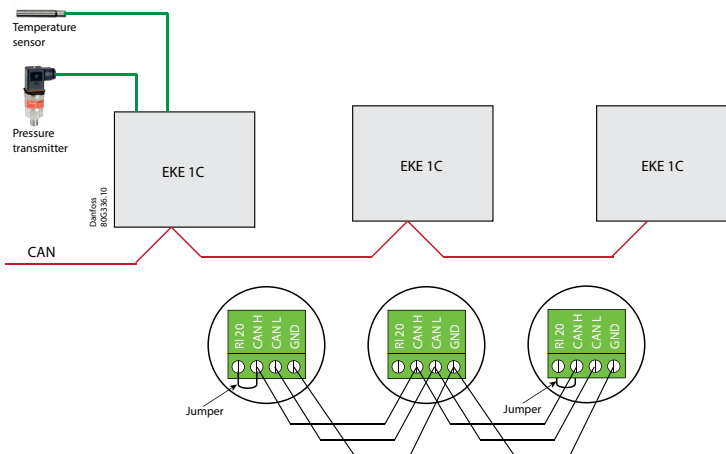 Temperature
sensor
Pressure
transmitter
EKE 1C
EKE 1C
EKE 1C
Danfoss
80G336.10
CAN
RI 20
CAN H
CAN L
GND
RI 20
CAN H
CAN L
GND
RI 20
CAN H
CAN L
GND
Jumper
Jumper